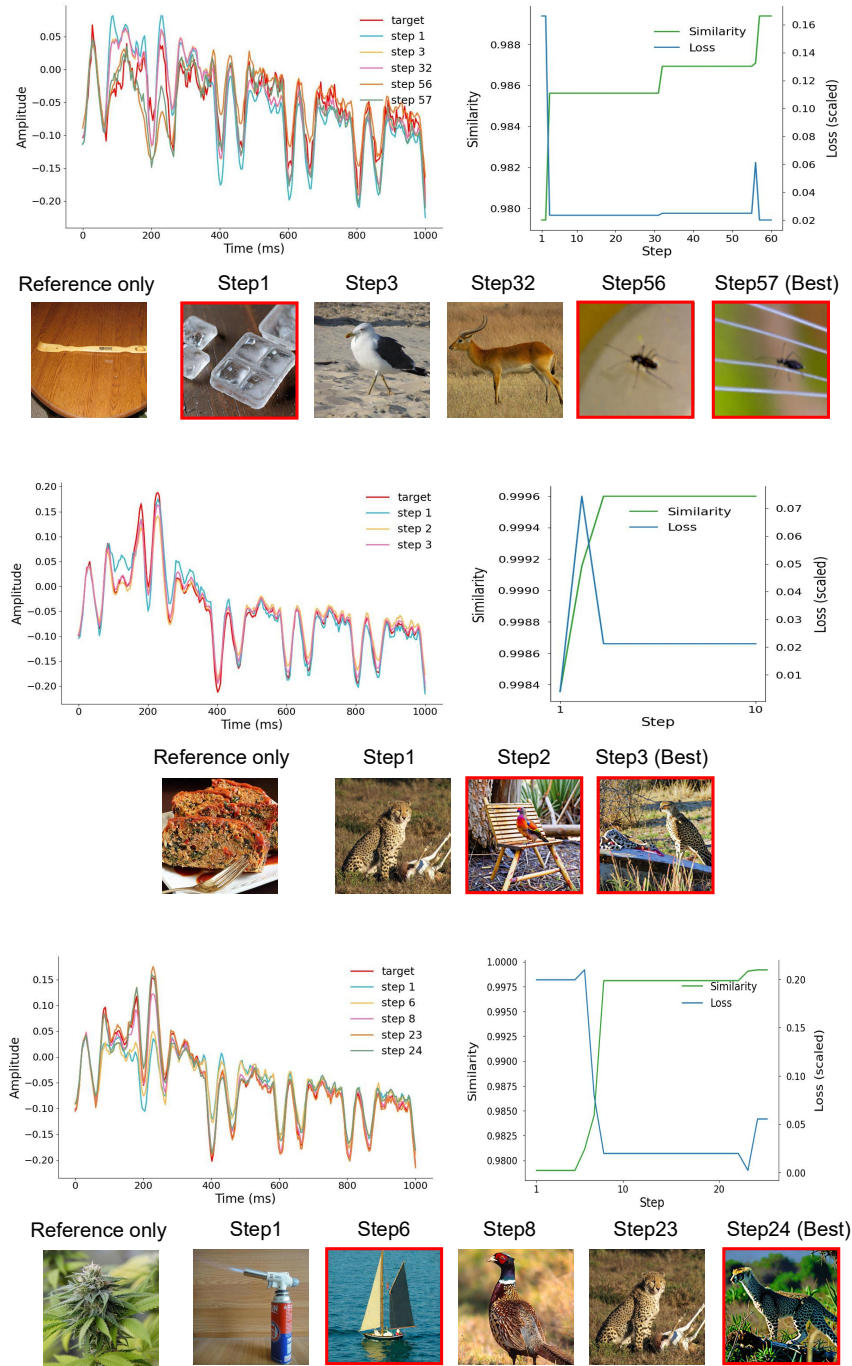 0.05
0.00
−0.05
−0.10
−0.15
−0.20
Amplitude
0
200
400
600
800
1000
Time (ms)
target
step 1
step 3
step 32
step 56
step 57
0.988
0.986
0.984
0.982
0.980
Similarity
Similarity
Loss
0.16
0.14
0.12
0.10
0.08
0.06
0.04
0.02
Loss (scaled)
1
10
20
30
40
50
60
Step
Reference only
Step1
Step3
Step32
Step56
Step57 (Best)
0.20
0.15
0.10
0.05
0.00
−0.05
−0.10
−0.15
−0.20
Amplitude
0
200
400
600
800
1000
Time (ms)
target
step 1
step 2
step 3
0.9996
0.9994
0.9992
0.9990
0.9988
0.9986
0.9984
Similarity
Similarity
Loss
0.07
0.06
0.05
0.04
0.03
0.02
0.01
Loss (scaled)
1
10
Step
Reference only
Step1
Step2
Step3 (Best)
0.15
0.10
0.05
0.00
−0.05
−0.10
−0.15
−0.20
Amplitude
0
200
400
600
800
1000
Time (ms)
target
step 1
step 6
step 8
step 23
step 24
1.0000
0.9975
0.9950
0.9925
0.9900
0.9875
0.9850
0.9825
0.9800
Similarity
Similarity
Loss
0.20
0.15
0.10
0.05
0.00
Loss (scaled)
1
10
20
Step
Reference only
Step1
Step6
Step8
Step23
Step24 (Best)